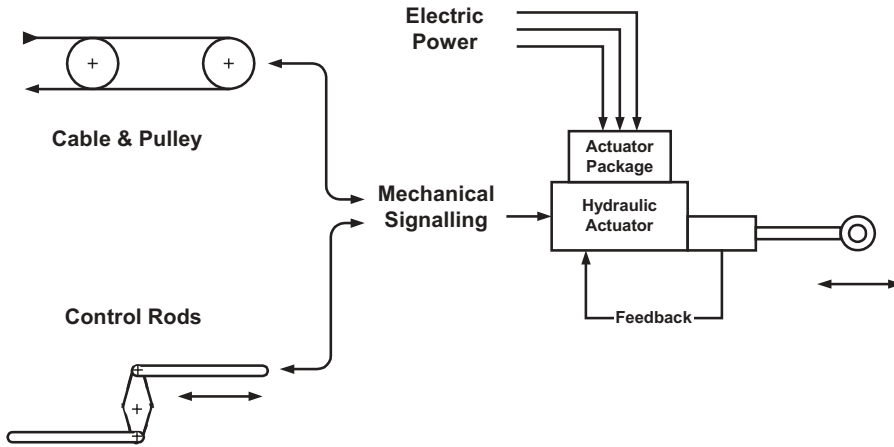 Electric
Power
Cable & Pulley
Actuator
Package
Mechanical
Signalling
Hydraulic
Actuator
Control Rods
Feedback